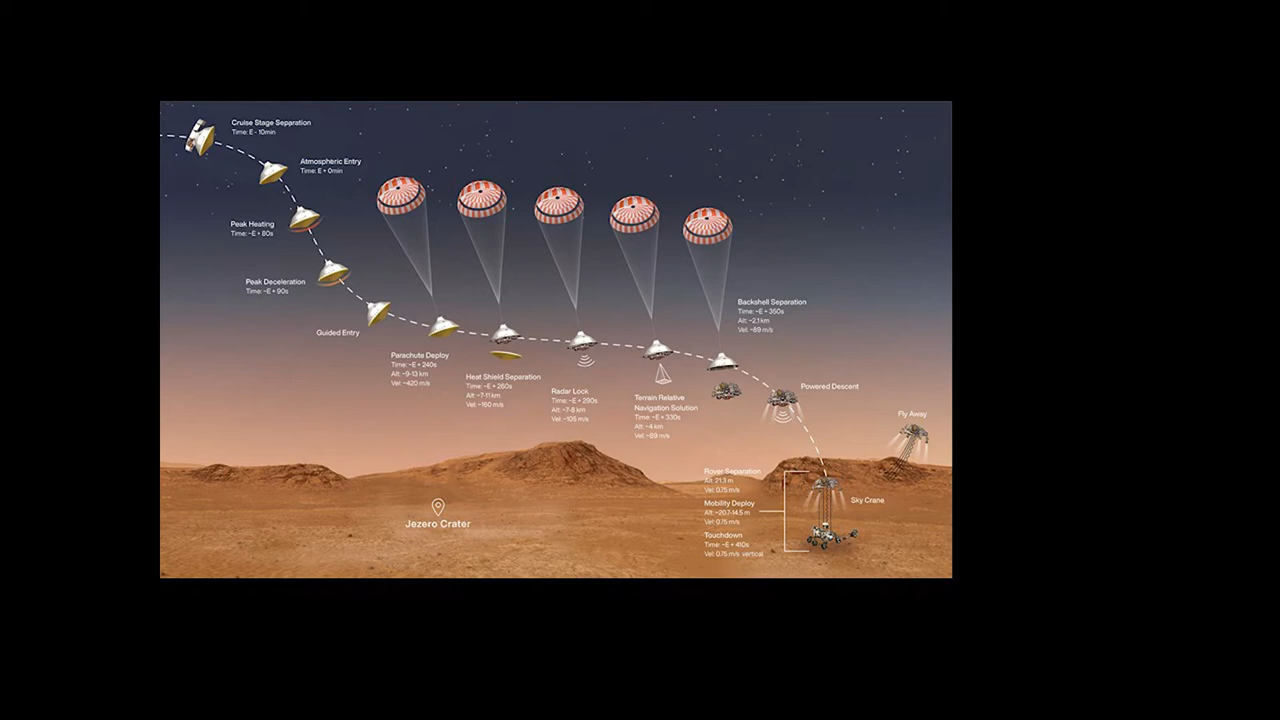 Cruise Stage Separation
Time: E - 10min
Atmospheric Entry
Time: E + 0min
Peak Heating
Time: ~E + 80s
Peak Deceleration
Time: ~E + 90s
Guided Entry
Parachute Deploy
Time: ~E + 240s
Alt: ~9-13 km
Vel: ~420 m/s
Heat Shield Separation
Time: ~E + 260s
Alt: ~7-11 km
Vel: ~160 m/s
Radar Lock
Time: ~E + 290s
Alt: ~7-8 km
Vel: ~105 m/s
Terrain Relative
Navigation Solution
Time: ~E + 330s
Alt: ~4 km
Vel: ~89 m/s
Backshell Separation
Time: ~E + 350s
Alt: ~2.1 km
Vel: ~89 m/s
Powered Descent
Fly Away
Rover Separation
Alt: 21.3 m
Vel: 0.75 m/s
Mobility Deploy
Alt: ~20.7-14.5 m
Vel: 0.75 m/s
Touchdown
Time: ~E + 410s
Vel: 0.75 m/s vertical
Sky Crane
Jezero Crater